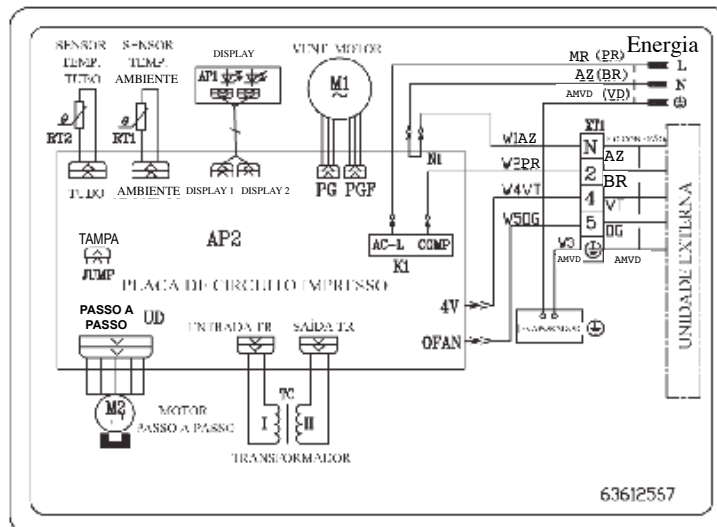 SENSOR TEMP. TUBO
SENSOR TEMP. AMBIENTE
DISPLAY
VENT. MOTOR
Energia
MR (PR) L
AZ (BR) N
AMVD (VD)
AP1
M1
RT2
RT1
N1
XT1
W1AZ N AZ
W2PR 2 BR
W4VT 4 VT
W5OG 5 OG
W3
AMVD AMVD
TUBO
AMBIENTE
DISPLAY 1
DISPLAY 2
PG
PGF
AC-L COMP
K1
TAMPA
JUMP
AP2
PLACA DE CIRCUITO IMPRESSO
4V
OFAN
EVAPORADOR
UNIDADE EXTERNA
PASSO A PASSO
UD
ENTRADA TR
SAÍDA TR
M2
MOTOR PASSO A PASSO
TC
I II
TRANSFORMADOR
63612567